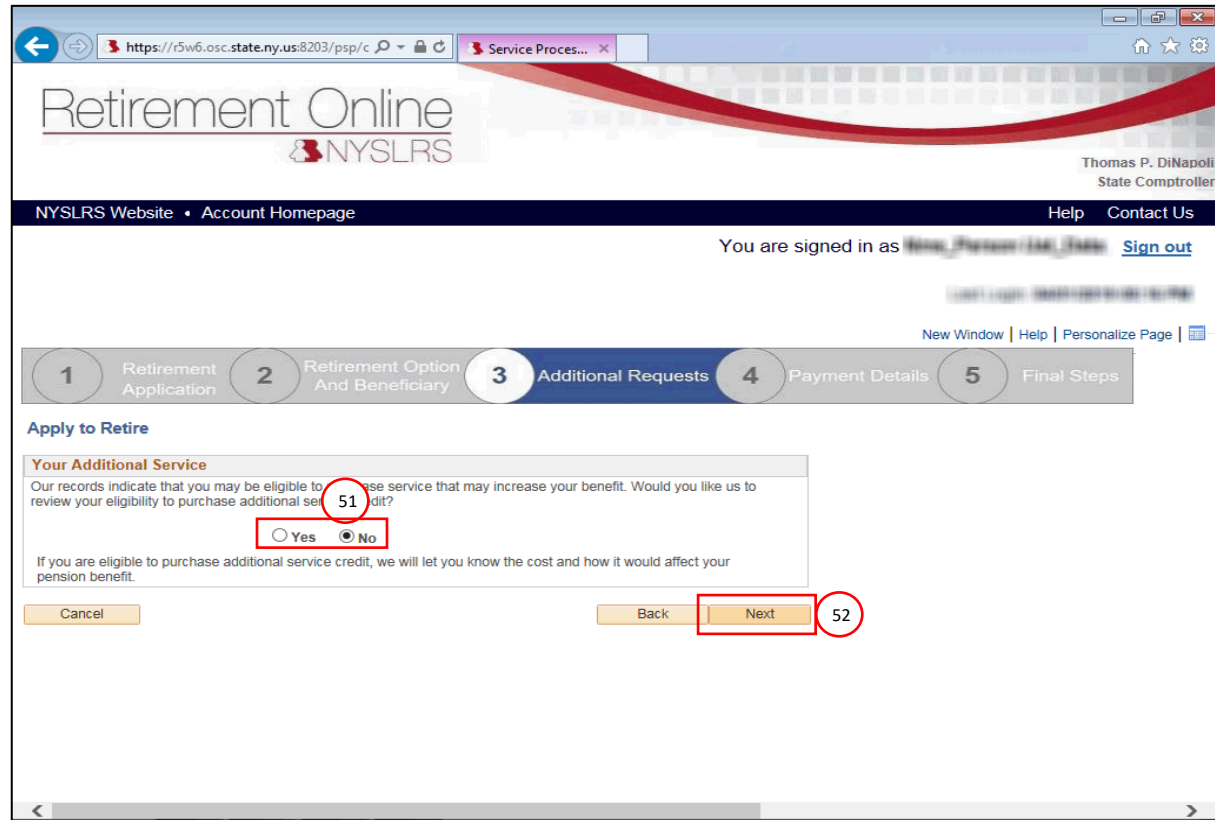 https://r5w6.osc.state.ny.us:8203/psp/c
Service Proces...
Retirement Online
NYSLRS
Thomas P. DiNapoli
State Comptroller
NYSLRS Website • Account Homepage
Help Contact Us
You are signed in as Sign out
New Window | Help | Personalize Page |
1 Retirement Application
2 Retirement Option And Beneficiary
3 Additional Requests
4 Payment Details
5 Final Steps
Apply to Retire
Your Additional Service
Our records indicate that you may be eligible to ase service that may increase your benefit. Would you like us to
review your eligibility to purchase additional ser edit?
51
Yes No
If you are eligible to purchase additional service credit, we will let you know the cost and how it would affect your
pension benefit.
Cancel Back Next 52